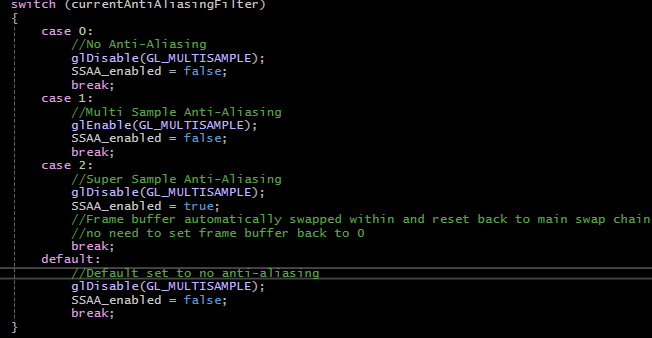 switch (currentAntiAliasingFilter)
{
case 0:
//No Anti-Aliasing
glDisable(GL_MULTISAMPLE);
SSAA_enabled = false;
break;
case 1:
//Multi Sample Anti-Aliasing
glEnable(GL_MULTISAMPLE);
SSAA_enabled = false;
break;
case 2:
//Super Sample Anti-Aliasing
glDisable(GL_MULTISAMPLE);
SSAA_enabled = true;
//Frame buffer automatically swapped within and reset back to main swap chain
//no need to set frame buffer back to 0
break;
default:
//Default set to no anti-aliasing
glDisable(GL_MULTISAMPLE);
SSAA_enabled = false;
break;
}